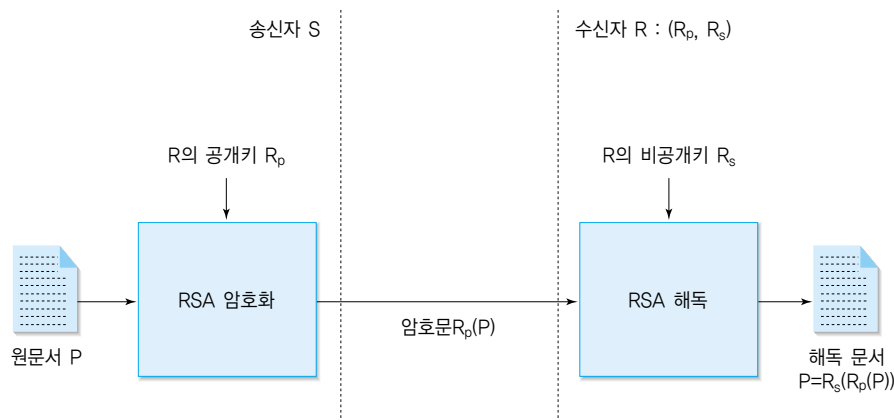 송신자 S
수신자 R : (Rp, Rs)
R의 공개키 Rp
R의 비공개키 Rs
RSA 암호화
RSA 해독
암호문Rp(P)
원문서 P
해독 문서
P=Rs(Rp(P))